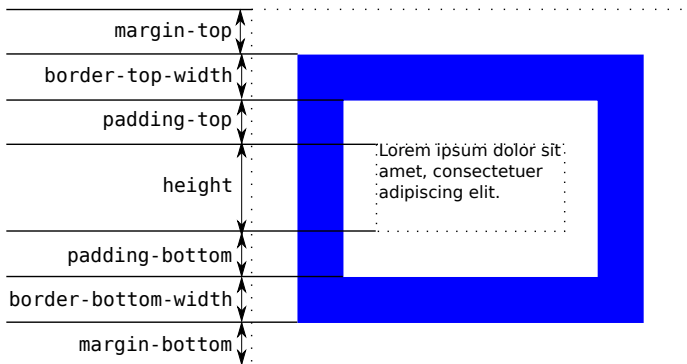 margin-top
border-top-width
padding-top
Lorem ipsum dolor sit
amet, consectetuer
adipiscing elit.
height
padding-bottom
border-bottom-width
margin-bottom